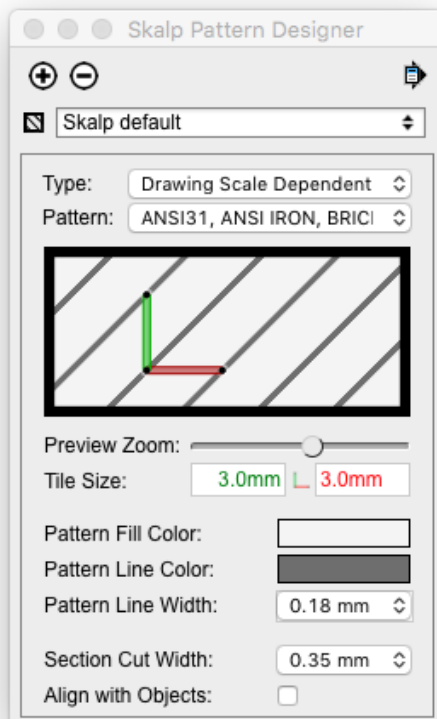 Skalp Pattern Designer
Skalp default
Type: Drawing Scale Dependent
Pattern: ANSI31, ANSI IRON, BRICI
Preview Zoom:
Tile Size: 3.0mm 3.0mm
Pattern Fill Color:
Pattern Line Color:
Pattern Line Width: 0.18 mm
Section Cut Width: 0.35 mm
Align with Objects: